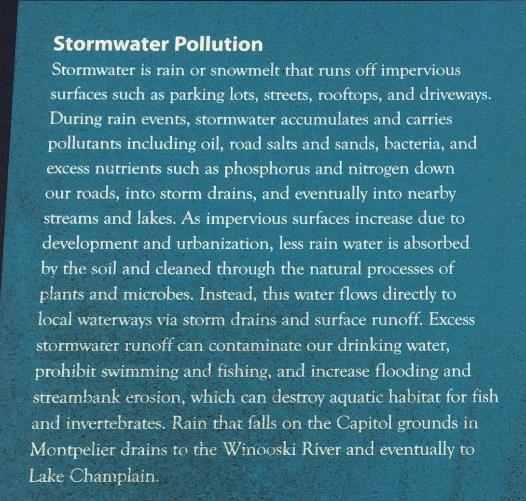 Stormwater Pollution
Stormwater is rain or snowmelt that runs off impervious
surfaces such as parking lots, streets, rooftops, and driveways.
During rain events, stormwater accumulates and carries
pollutants including oil, road salts and sands, bacteria, and
excess nutrients such as phosphorus and nitrogen down
our roads, into storm drains, and eventually into nearby
streams and lakes. As impervious surfaces increase due to
development and urbanization, less rain water is absorbed
by the soil and cleaned through the natural processes of
plants and microbes. Instead, this water flows directly to
local waterways via storm drains and surface runoff. Excess
stormwater runoff can contaminate our drinking water,
prohibit swimming and fishing, and increase flooding and
streambank erosion, which can destroy aquatic habitat for fish
and invertebrates. Rain that falls on the Capitol grounds in
Montpelier drains to the Winooski River and eventually to
Lake Champlain.